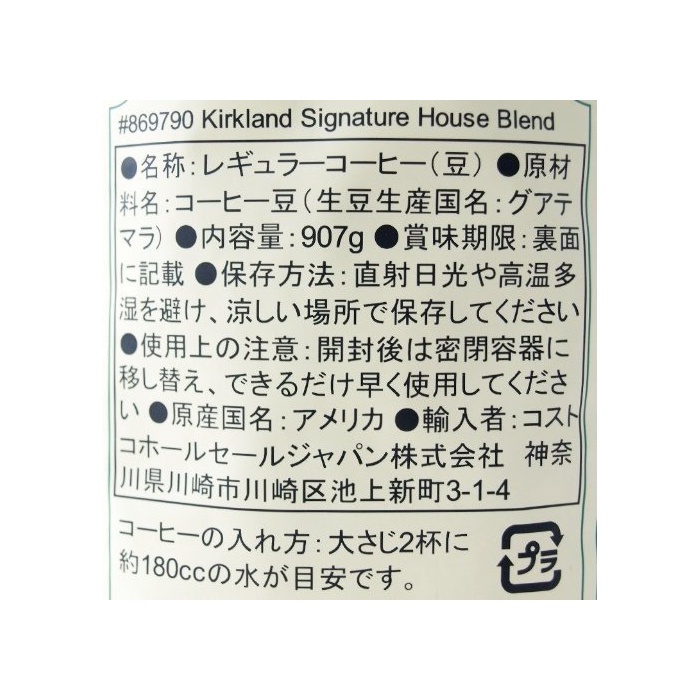 #869790 Kirkland Signature House Blend
●名称：レギュラーコーヒー（豆） ●原材
料名：コーヒー豆（生豆生産国名：グアテ
マラ） ●内容量：907g ●賞味期限：裏面
に記載 ●保存方法：直射日光や高温多
湿を避け、涼しい場所で保存してください
●使用上の注意：開封後は密閉容器に
移し替え、できるだけ早く使用してくださ
い ●原産国名：アメリカ ●輸入者：コスト
コホールセールジャパン株式会社 神奈
川県川崎市川崎区池上新町3-1-4
コーヒーの入れ方：大さじ2杯に
約180ccの水が目安です。
プラ